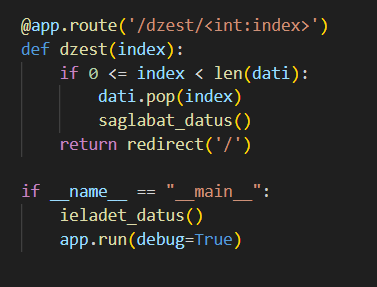 @app.route('/dzest/<int:index>')
def dzest(index):
    if 0 <= index < len(dati):
        dati.pop(index)
        saglabat_datus()
    return redirect('/')

if __name__ == "__main__":
    ieladet_datus()
    app.run(debug=True)